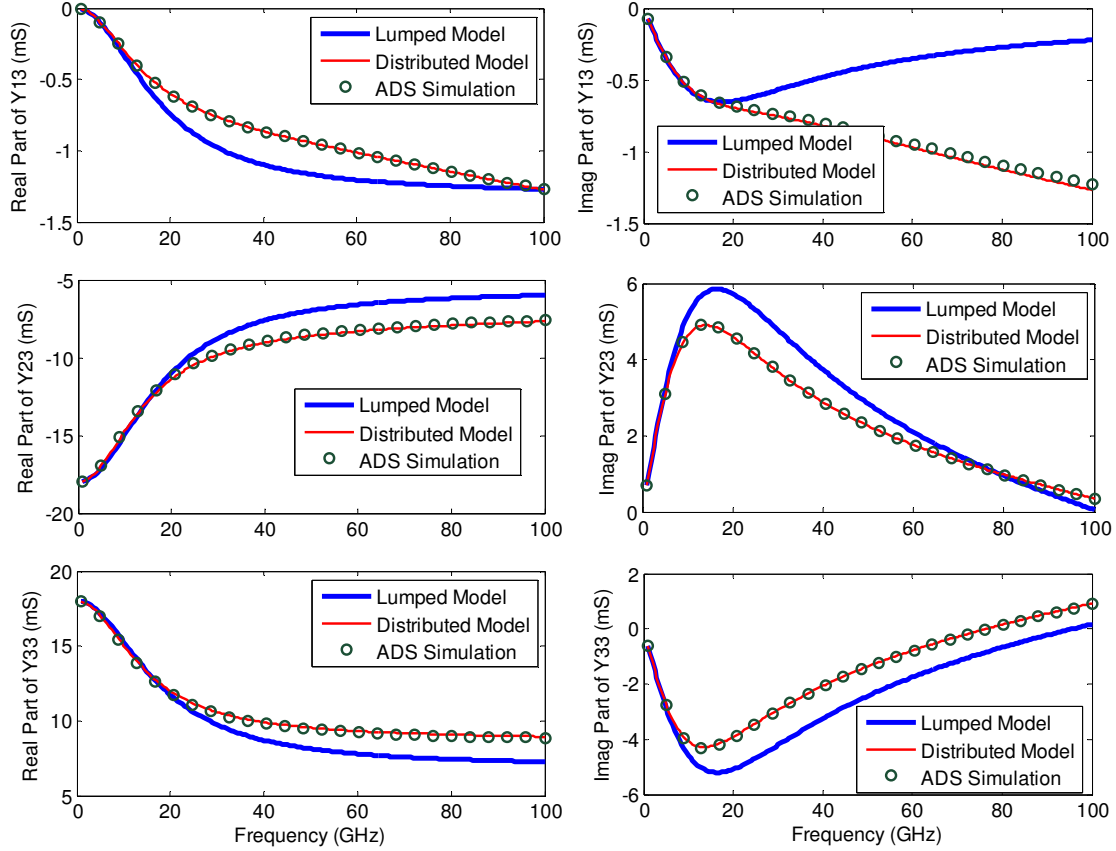 Real Part of Y13 (mS)
0
-0.5
-1
-1.5
0 20 40 60 80 100
Lumped Model
Distributed Model
ADS Simulation
Imag Part of Y13 (mS)
0
-0.5
-1
-1.5
0 20 40 60 80 100
Lumped Model
Distributed Model
ADS Simulation
Real Part of Y23 (mS)
-5
-10
-15
-20
0 20 40 60 80 100
Lumped Model
Distributed Model
ADS Simulation
Imag Part of Y23 (mS)
6
4
2
0
0 20 40 60 80 100
Lumped Model
Distributed Model
ADS Simulation
Real Part of Y33 (mS)
20
15
10
5
0 20 40 60 80 100
Lumped Model
Distributed Model
ADS Simulation
Frequency (GHz)
Imag Part of Y33 (mS)
2
0
-2
-4
-6
0 20 40 60 80 100
Lumped Model
Distributed Model
ADS Simulation
Frequency (GHz)